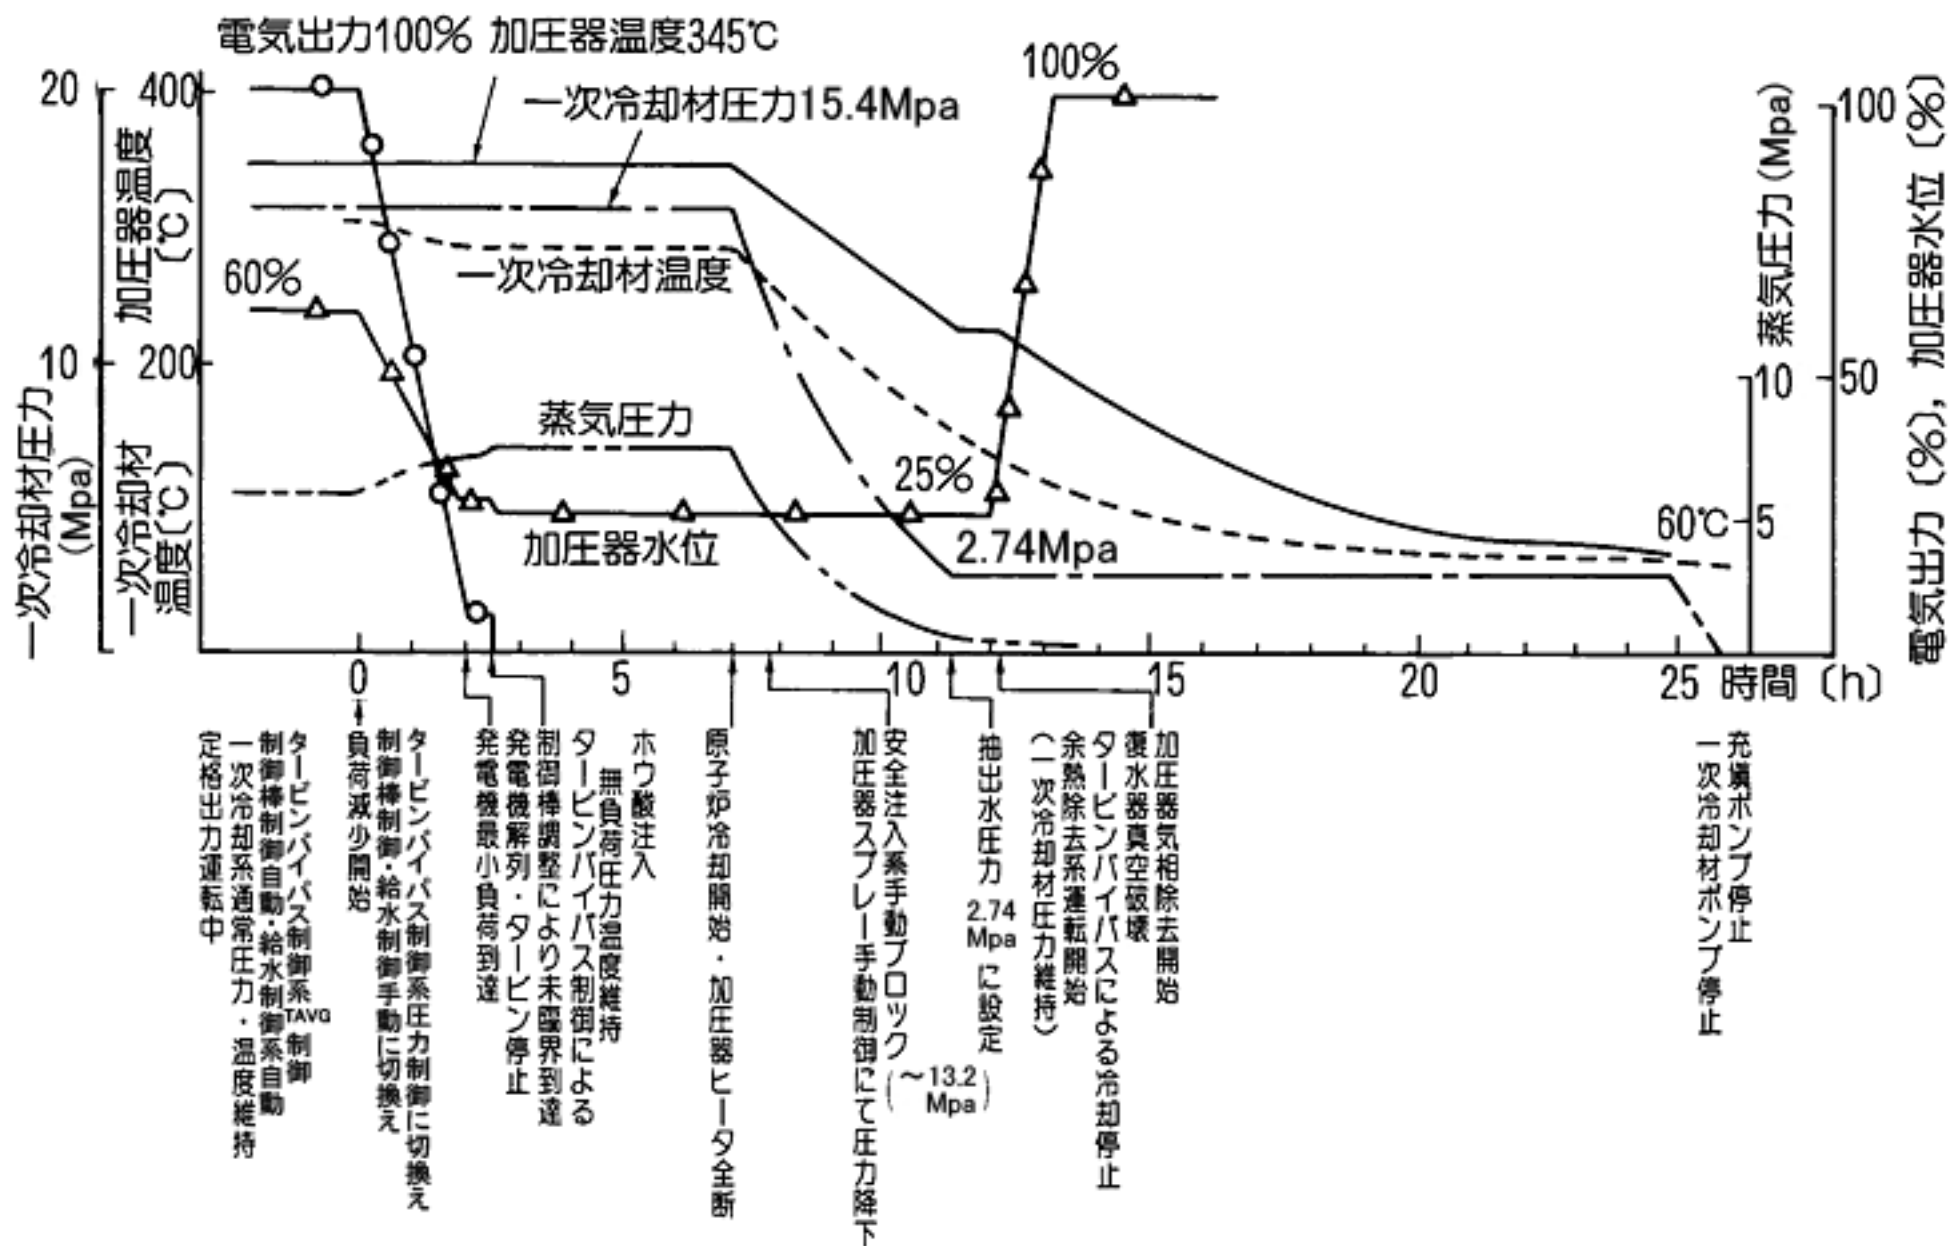 電気出力100% 加圧器温度345℃
一次冷却材圧力15.4Mpa
100%
20
400
100
60%
一次冷却材温度
10
200
10
50
蒸気圧力
25%
加圧器水位
2.74Mpa
60℃
5
一次冷却材圧力
(Mpa)
加圧器温度
(℃)
一次冷却材
温度(℃)
蒸気圧力(Mpa)
電気出力 (%), 加圧器水位 (%)
0
5
10
15
20
25
時間 (h)
タービンバイパス制御系TAVG制御
制御棒制御自動・給水制御系自動
一次冷却系通常圧力・温度維持
定格出力運転中
タービンバイパス制御系圧力制御に切換え
制御棒制御・給水制御手動に切換え
負荷減少開始
発電機最小負荷到達
発電機解列・タービン停止
制御棒調整により未臨界到達
タービンバイパス制御による
無負荷圧力温度維持
ホウ酸注入
原子炉冷却開始・加圧器ヒータ全断
安全注入系手動ブロック(〜13.2Mpa)
加圧器スプレー手動制御にて圧力降下
抽出水圧力2.74Mpaに設定
(一次冷却材圧力維持)
余熱除去系運転開始
タービンバイパスによる冷却停止
復水器真空破壊
加圧器気相除去開始
充塡ポンプ停止
一次冷却材ポンプ停止